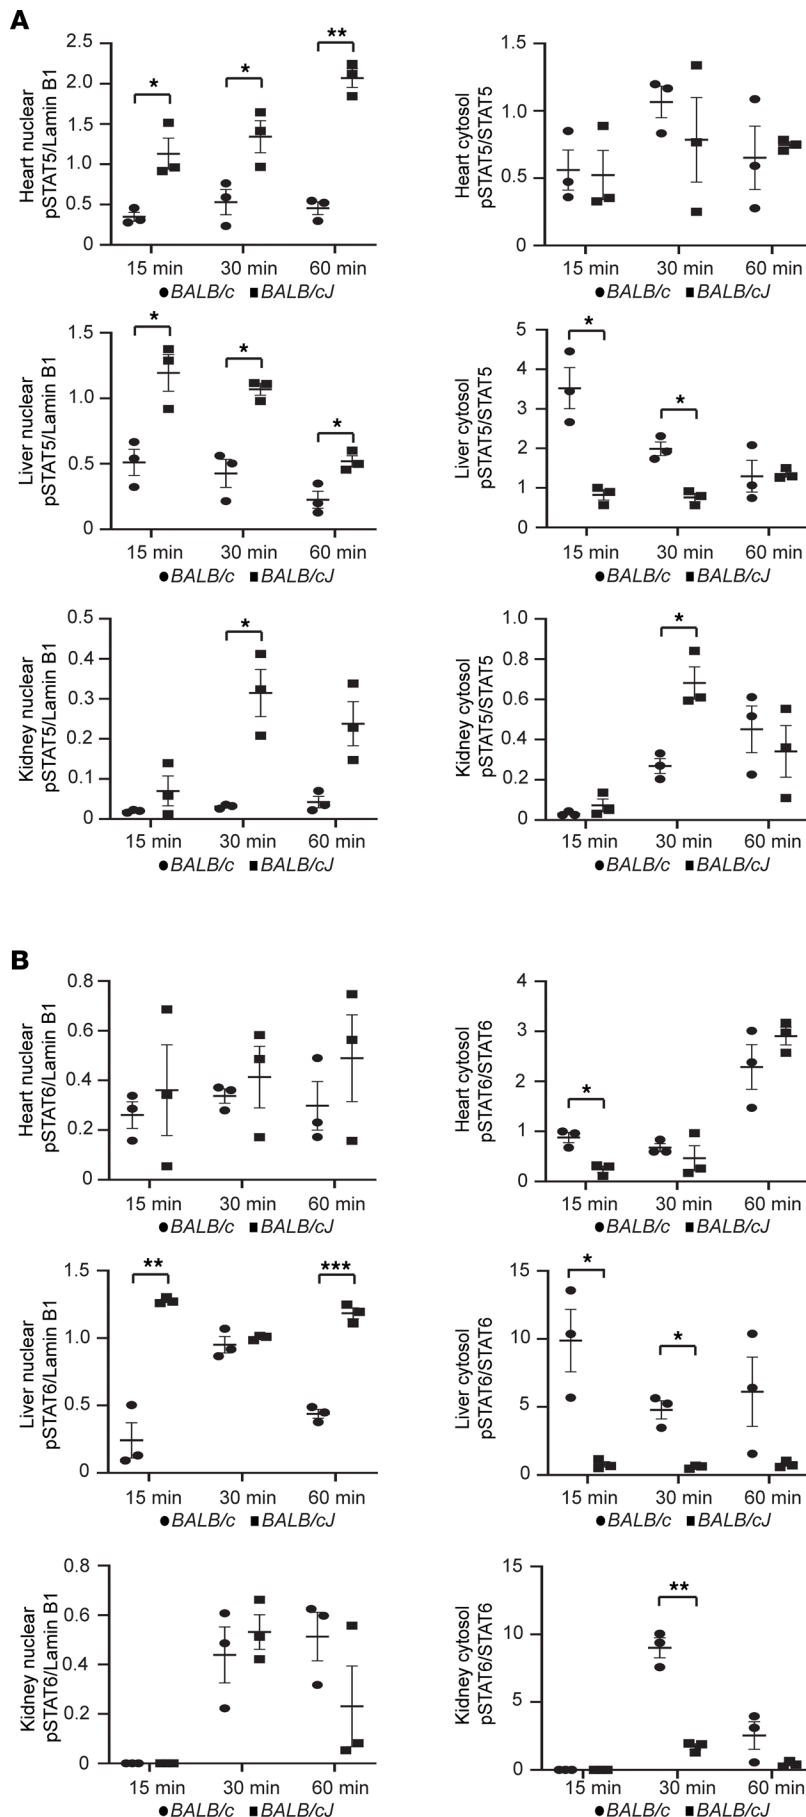 A
Heart nuclear
pSTAT5/Lamin B1
2.5
2.0
1.5
1.0
0.5
0
*
*
**
15 min 30 min 60 min
BALB/c BALB/cJ
Heart cytosol
pSTAT5/STAT5
1.5
1.0
0.5
0
15 min 30 min 60 min
BALB/c BALB/cJ
Liver nuclear
pSTAT5/Lamin B1
1.5
1.0
0.5
0
*
*
*
15 min 30 min 60 min
BALB/c BALB/cJ
Liver cytosol
pSTAT5/STAT5
5
4
3
2
1
0
*
*
15 min 30 min 60 min
BALB/c BALB/cJ
Kidney nuclear
pSTAT5/Lamin B1
0.5
0.4
0.3
0.2
0.1
0
*
15 min 30 min 60 min
BALB/c BALB/cJ
Kidney cytosol
pSTAT5/STAT5
1.0
0.8
0.6
0.4
0.2
0
*
15 min 30 min 60 min
BALB/c BALB/cJ
B
Heart nuclear
pSTAT6/Lamin B1
0.8
0.6
0.4
0.2
0
15 min 30 min 60 min
BALB/c BALB/cJ
Heart cytosol
pSTAT6/STAT6
4
3
2
1
0
*
15 min 30 min 60 min
BALB/c BALB/cJ
Liver nuclear
pSTAT6/Lamin B1
1.5
1.0
0.5
0
**
***
15 min 30 min 60 min
BALB/c BALB/cJ
Liver cytosol
pSTAT6/STAT6
15
10
5
0
*
*
15 min 30 min 60 min
BALB/c BALB/cJ
Kidney nuclear
pSTAT6/Lamin B1
0.8
0.6
0.4
0.2
0
15 min 30 min 60 min
BALB/c BALB/cJ
Kidney cytosol
pSTAT6/STAT6
15
10
5
0
**
15 min 30 min 60 min
BALB/c BALB/cJ